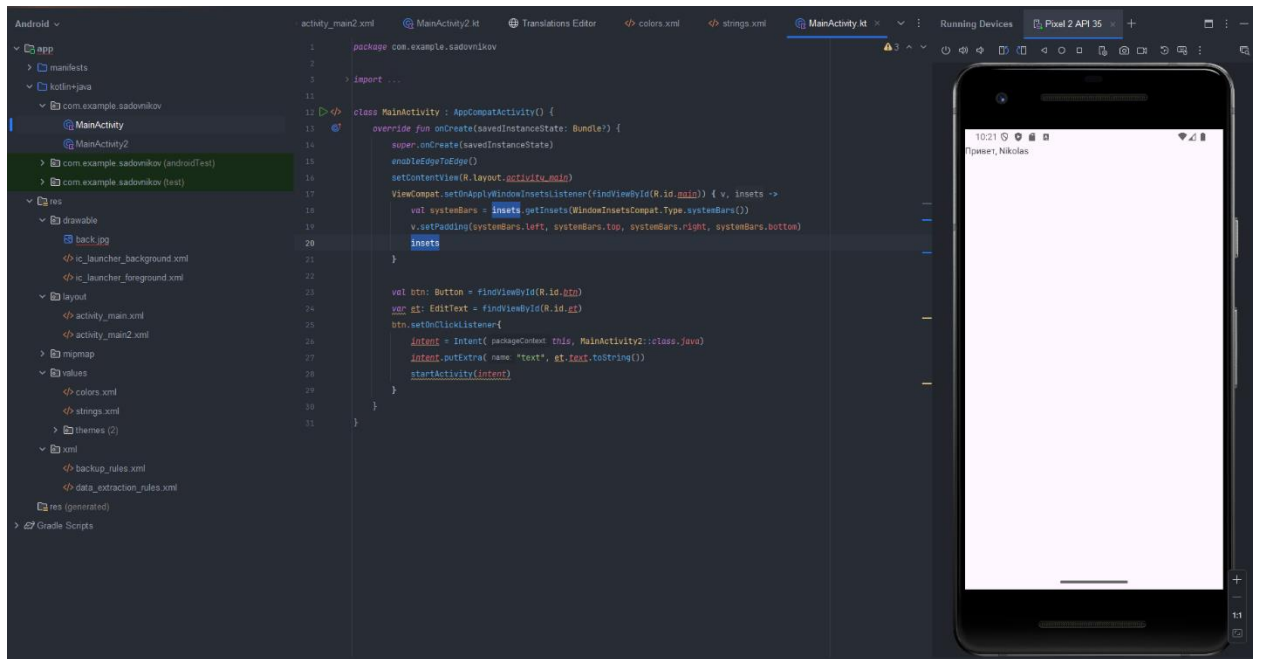 Android
app
manifests
kotlin+java
com.example.sadovnikov
MainActivity
MainActivity2
com.example.sadovnikov (androidTest)
com.example.sadovnikov (test)
res
drawable
back.jpg
ic_launcher_background.xml
ic_launcher_foreground.xml
layout
activity_main.xml
activity_main2.xml
mipmap
values
colors.xml
strings.xml
themes (2)
xml
backup_rules.xml
data_extraction_rules.xml
res (generated)
Gradle Scripts
activity_main2.xml MainActivity2.kt Translations Editor colors.xml strings.xml MainActivity.kt
3
1 package com.example.sadovnikov
2
3 import ...
11
12 class MainActivity : AppCompatActivity() {
13 override fun onCreate(savedInstanceState: Bundle?) {
14 super.onCreate(savedInstanceState)
15 enableEdgeToEdge()
16 setContentView(R.layout.activity_main)
17 ViewCompat.setOnApplyWindowInsetsListener(findViewById(R.id.main)) { v, insets ->
18 val systemBars = insets.getInsets(WindowInsetsCompat.Type.systemBars())
19 v.setPadding(systemBars.left, systemBars.top, systemBars.right, systemBars.bottom)
20 insets
21 }
22
23 val btn: Button = findViewById(R.id.btn)
24 var et: EditText = findViewById(R.id.et)
25 btn.setOnClickListener{
26 intent = Intent( packageContext: this, MainActivity2::class.java)
27 intent.putExtra( name: "text", et.text.toString())
28 startActivity(intent)
29 }
30 }
31 }
Running Devices Pixel 2 API 35
10:21
Привет, Nikolas
1:1